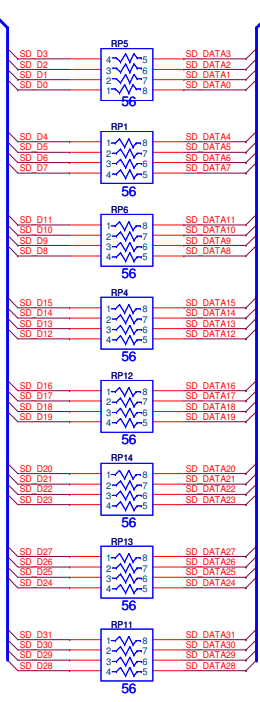 RP5
SD_D3 4 5 SD_DATA3
SD_D2 3 6 SD_DATA2
SD_D1 2 7 SD_DATA1
SD_D0 1 8 SD_DATA0
56
RP1
SD_D4 1 8 SD_DATA4
SD_D5 2 7 SD_DATA5
SD_D6 3 6 SD_DATA6
SD_D7 4 5 SD_DATA7
56
RP6
SD_D11 1 8 SD_DATA11
SD_D10 2 7 SD_DATA10
SD_D9 3 6 SD_DATA9
SD_D8 4 5 SD_DATA8
56
RP4
SD_D15 1 8 SD_DATA15
SD_D14 2 7 SD_DATA14
SD_D13 3 6 SD_DATA13
SD_D12 4 5 SD_DATA12
56
RP12
SD_D16 1 8 SD_DATA16
SD_D17 2 7 SD_DATA17
SD_D18 3 6 SD_DATA18
SD_D19 4 5 SD_DATA19
56
RP14
SD_D20 1 8 SD_DATA20
SD_D21 2 7 SD_DATA21
SD_D22 3 6 SD_DATA22
SD_D23 4 5 SD_DATA23
56
RP13
SD_D27 1 8 SD_DATA27
SD_D26 2 7 SD_DATA26
SD_D25 3 6 SD_DATA25
SD_D24 4 5 SD_DATA24
56
RP11
SD_D31 1 8 SD_DATA31
SD_D30 2 7 SD_DATA30
SD_D29 3 6 SD_DATA29
SD_D28 4 5 SD_DATA28
56